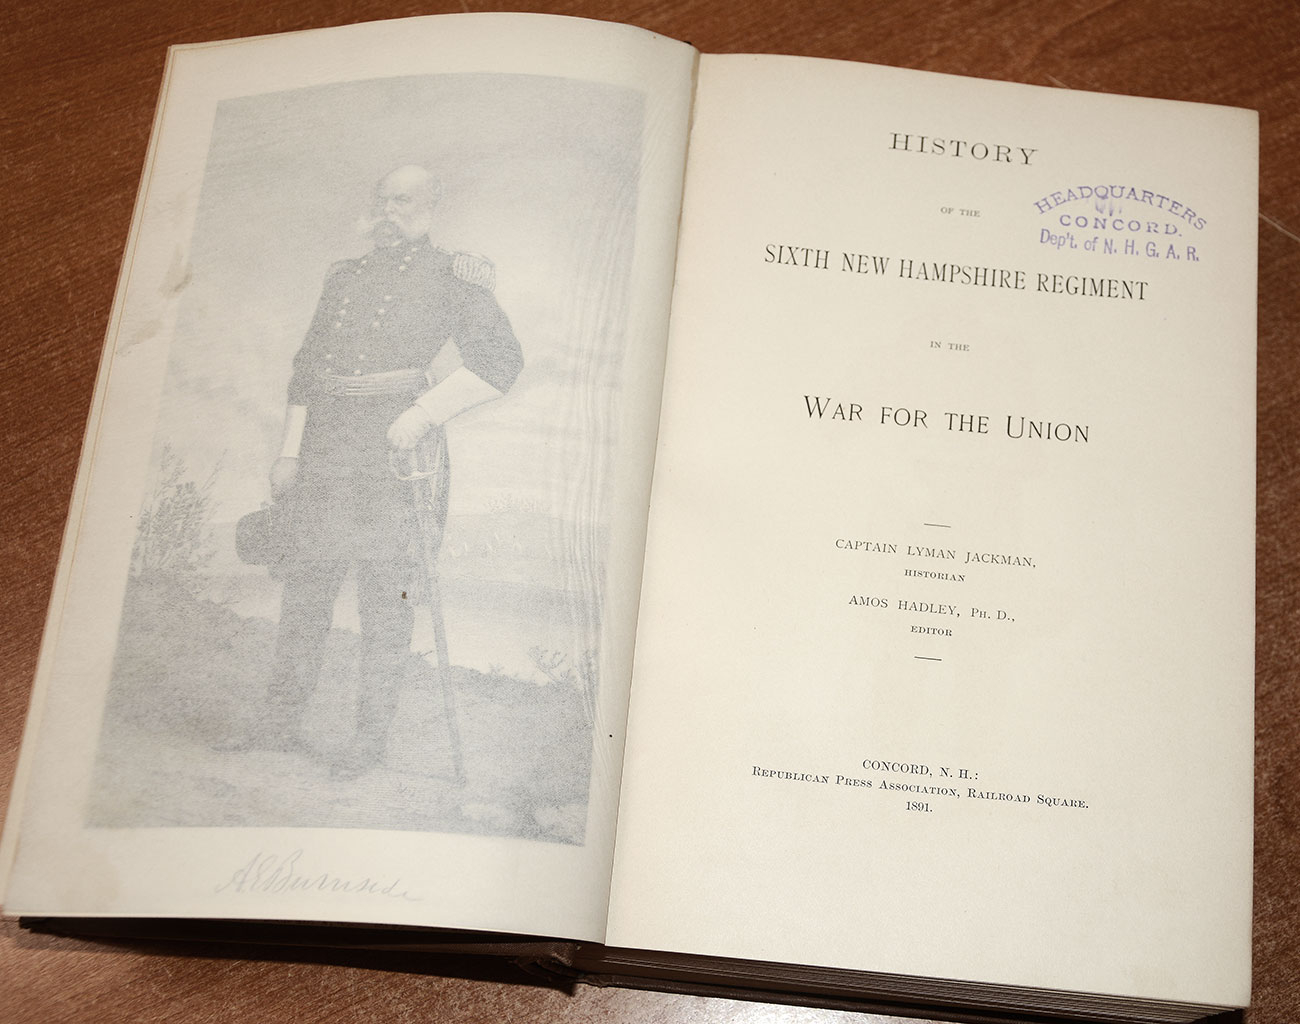 A E Burnside
HISTORY
OF THE
SIXTH NEW HAMPSHIRE REGIMENT
IN THE
WAR FOR THE UNION
CAPTAIN LYMAN JACKMAN,
HISTORIAN
AMOS HADLEY, PH. D.,
EDITOR
CONCORD, N. H.:
REPUBLICAN PRESS ASSOCIATION, RAILROAD SQUARE.
1891.
HEADQUARTERS
CONCORD.
Dep't. of N. H. G. A. R.